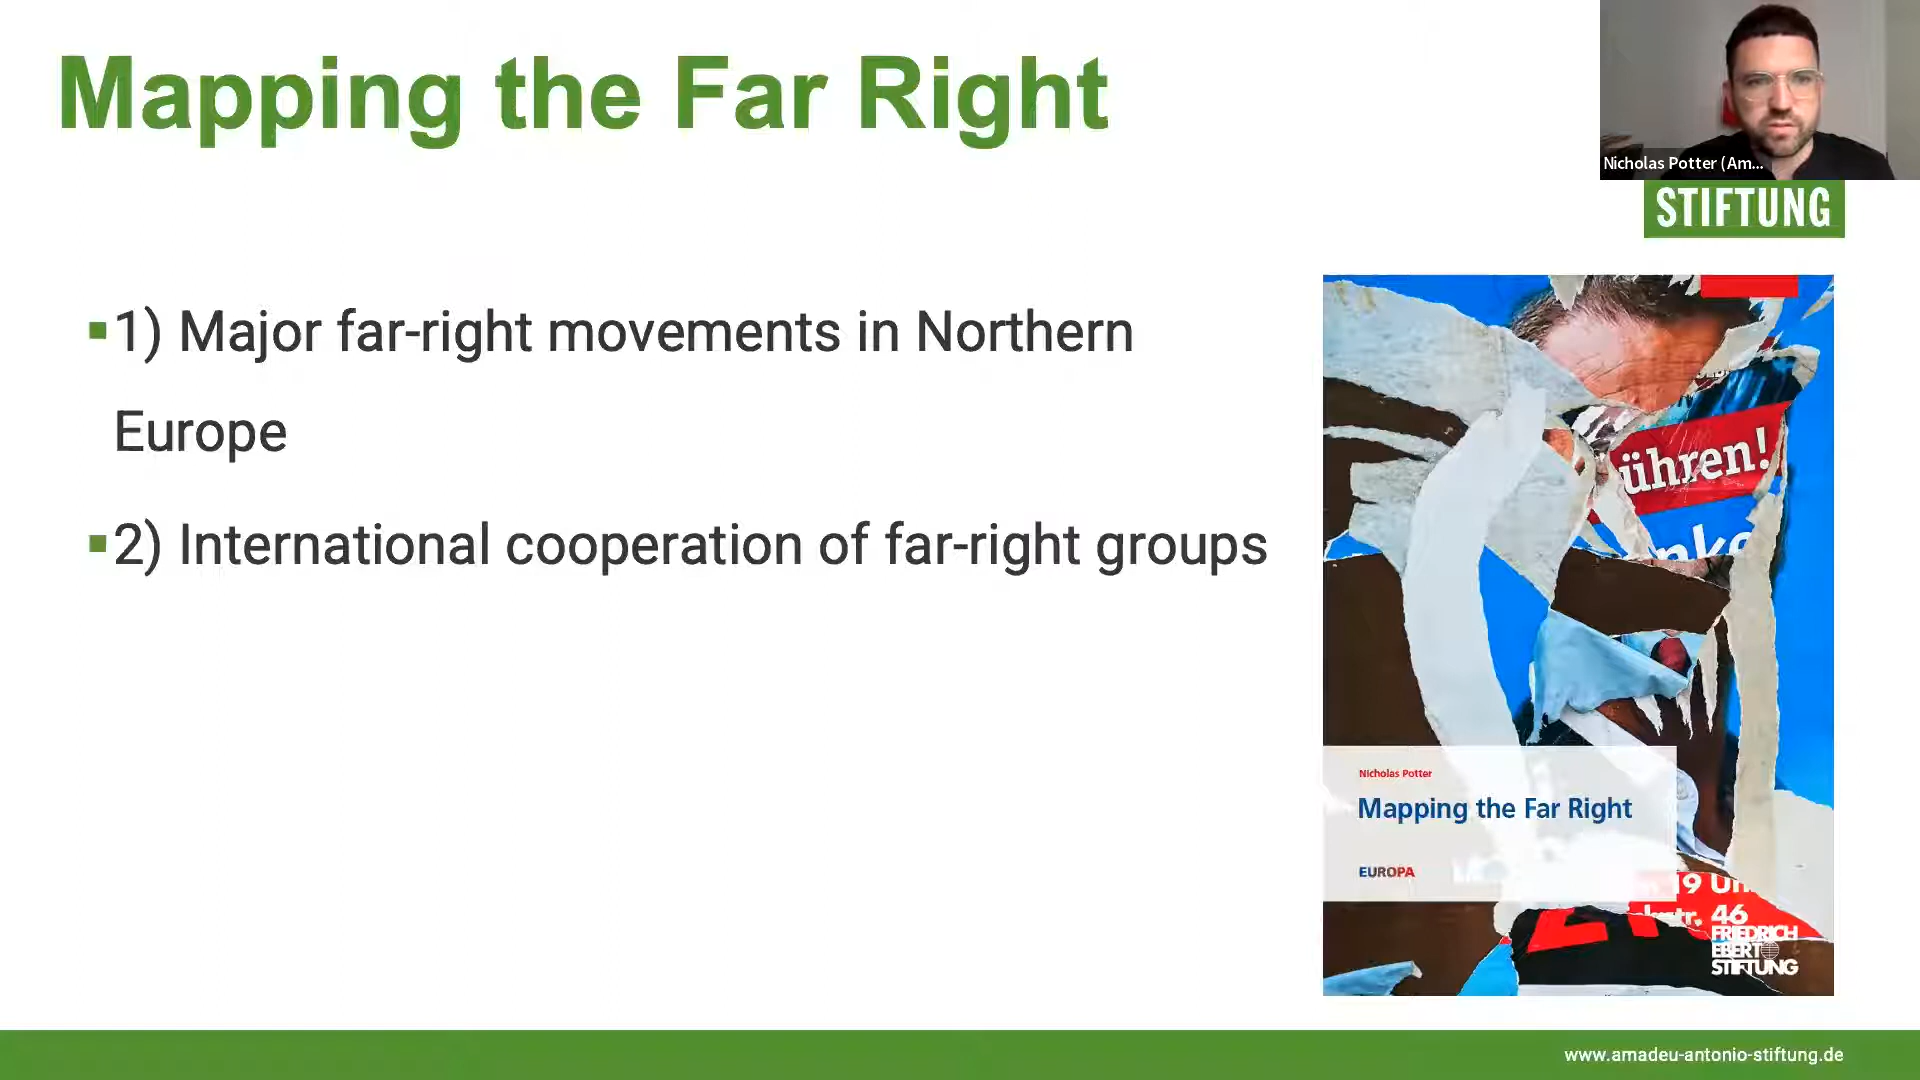 Mapping the Far Right
Nicholas Potter (Am...
STIFTUNG
1) Major far-right movements in Northern
Europe
2) International cooperation of far-right groups
ühren!
Nicholas Potter
Mapping the Far Right
EUROPA
19
46
FRIEDRICH
EBERT
STIFTUNG
www.amadeu-antonio-stiftung.de